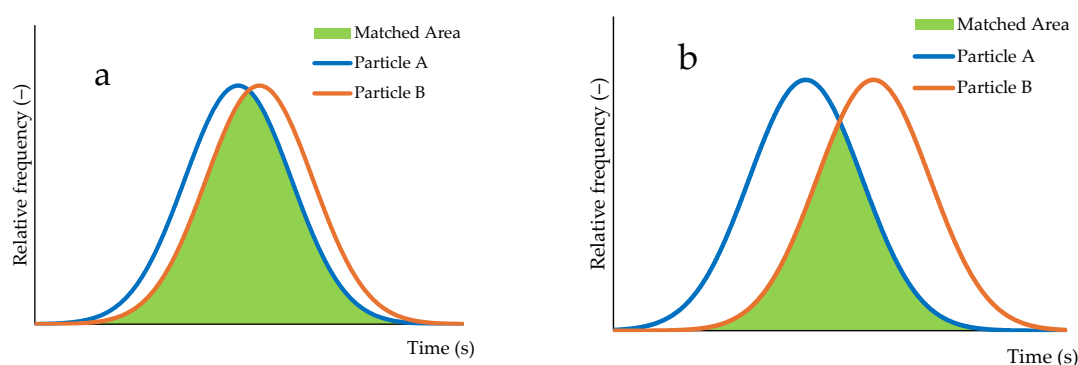 a
Matched Area
Particle A
Particle B
Relative frequency (–)
Time (s)
b
Matched Area
Particle A
Particle B
Relative frequency (–)
Time (s)